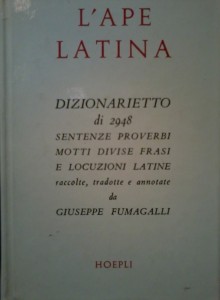 L'APE
LATINA
DIZIONARIETTO
di 2948
SENTENZE PROVERBI
MOTTI DIVISE FRASI
E LOCUZIONI LATINE
raccolte, tradotte e annotate
da
GIUSEPPE FUMAGALLI
HOEPLI